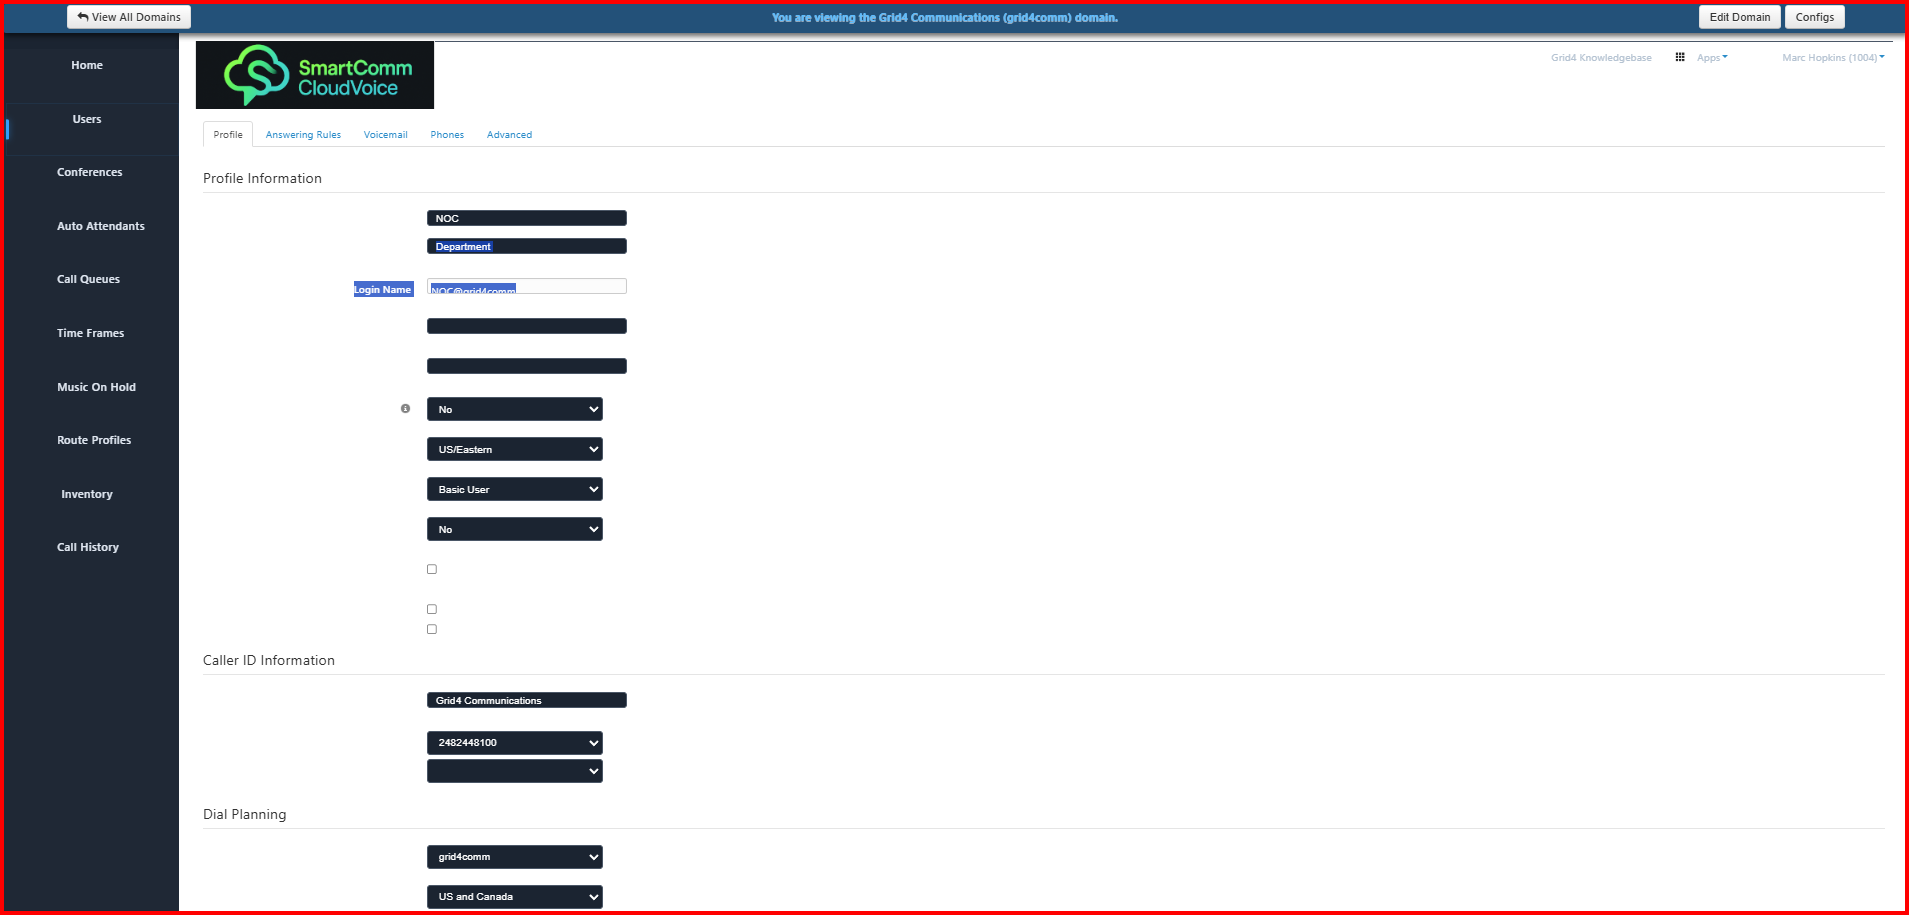 View All Domains
You are viewing the Grid4 Communications (grid4comm) domain.
Edit Domain
Configs
Home
Users
Conferences
Auto Attendants
Call Queues
Time Frames
Music On Hold
Route Profiles
Inventory
Call History
SmartComm
CloudVoice
Grid4 Knowledgebase
Apps
Marc Hopkins (1004)
Profile
Answering Rules
Voicemail
Phones
Advanced
Profile Information
NOC
Department
Login Name
NOC@grid4comm
No
US/Eastern
Basic User
No
Caller ID Information
Grid4 Communications
2482448100
Dial Planning
grid4comm
US and Canada